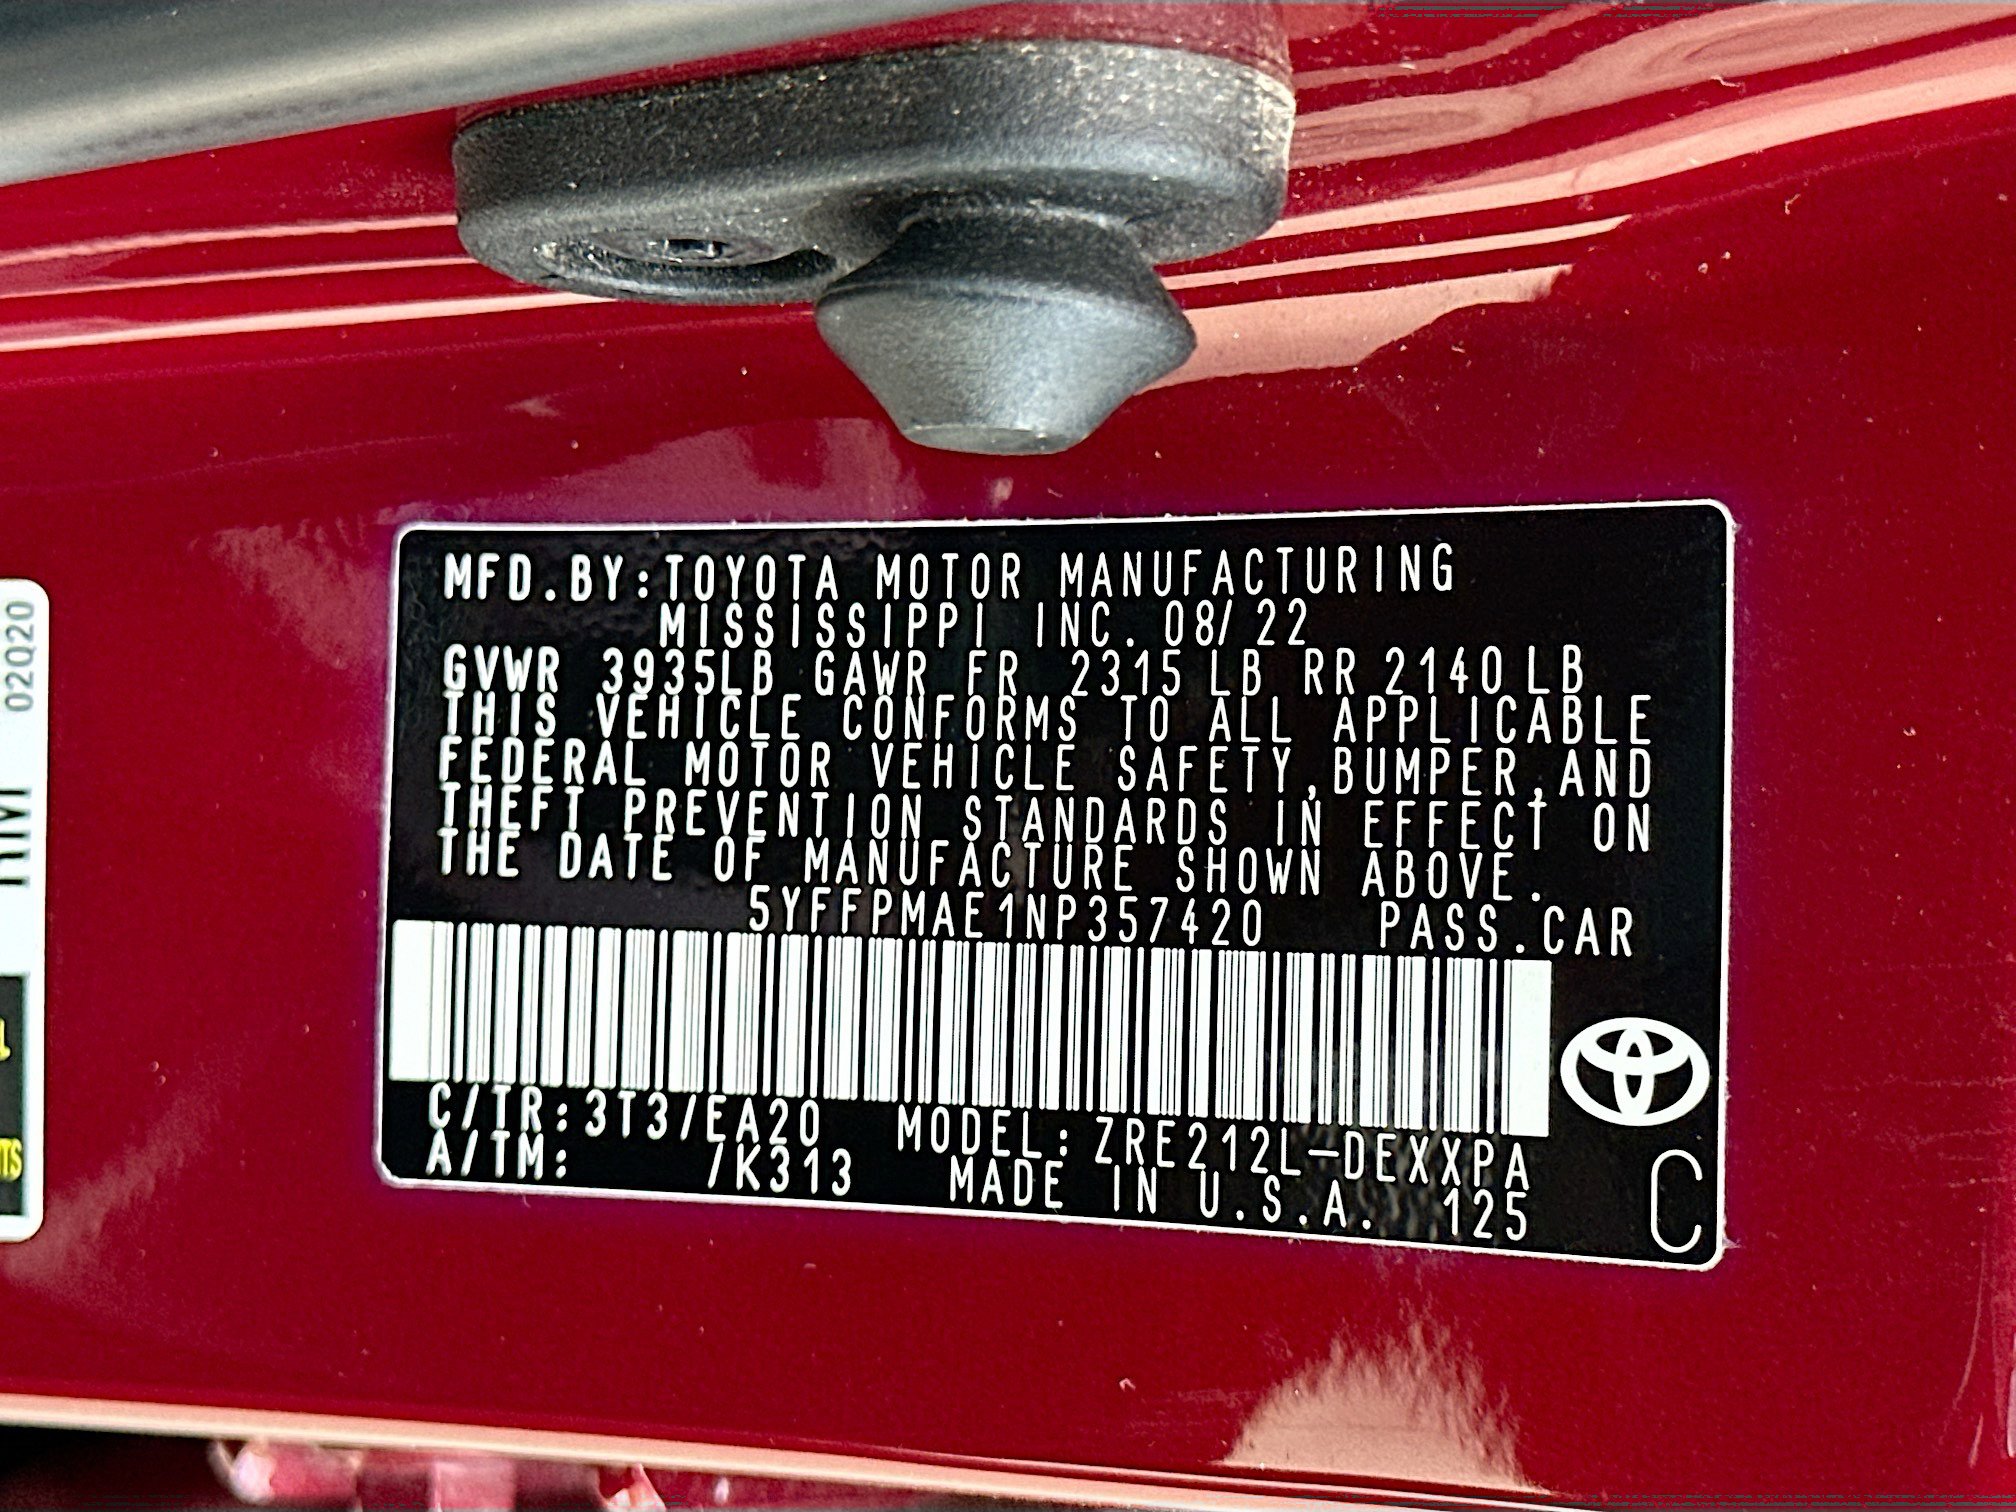 MFD.BY:TOYOTA MOTOR MANUFACTURING
MISSISSIPPI INC. 08/22
GVWR 3935LB GAWR FR 2315 LB RR 2140 LB
THIS VEHICLE CONFORMS TO ALL APPLICABLE
FEDERAL MOTOR VEHICLE SAFETY,BUMPER,AND
THEFT PREVENTION STANDARDS IN EFFECT ON
THE DATE OF MANUFACTURE SHOWN ABOVE.
5YFFPMAE1NP357420 PASS.CAR
C/TR:3T3/EA20 MODEL:ZRE212L-DEXXPA
A/TM: /K313 MADE IN U.S.A. 125
C
02Q20